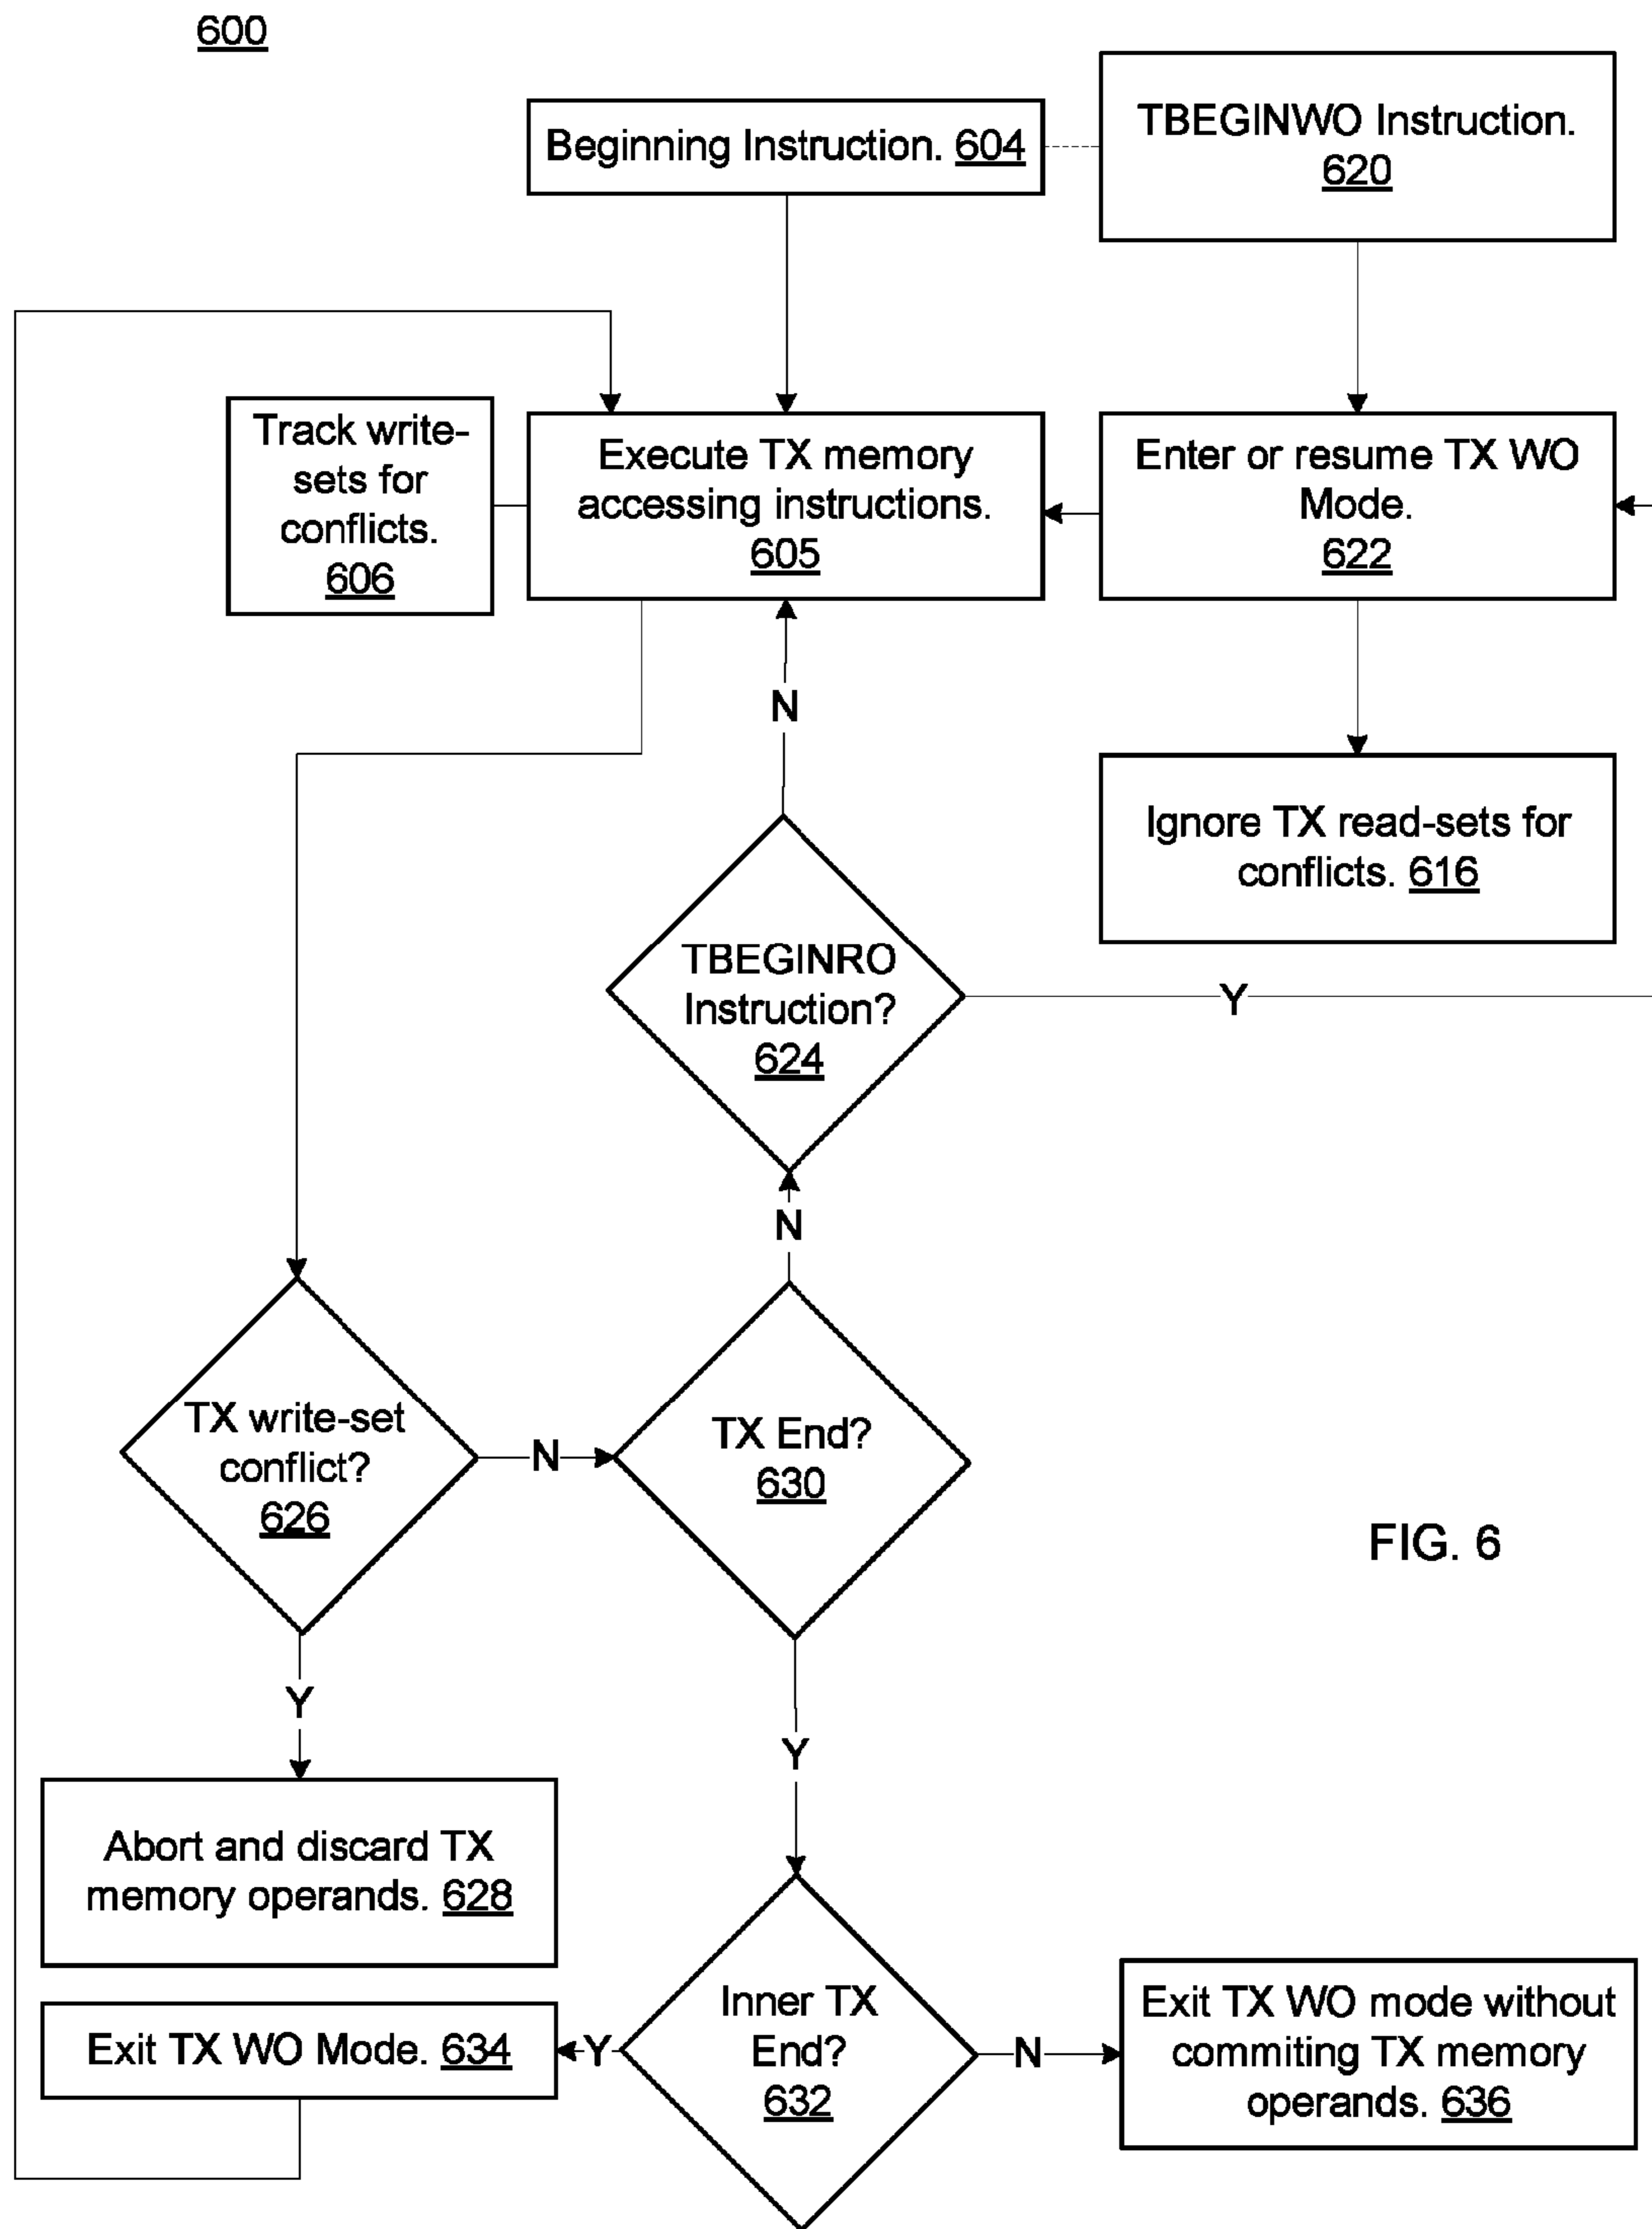 600
Beginning Instruction. 604
TBEGINWO Instruction.
620
Track write-
sets for
conflicts.
606
Execute TX memory
accessing instructions.
605
Enter or resume TX WO
Mode.
622
N
Ignore TX read-sets for
conflicts. 616
TBEGINRO
Instruction?
624
Y
N
TX write-set
conflict?
626
N
TX End?
630
FIG. 6
Y
Y
Abort and discard TX
memory operands. 628
Exit TX WO Mode. 634
Y
Inner TX
End?
632
N
Exit TX WO mode without
commiting TX memory
operands. 636